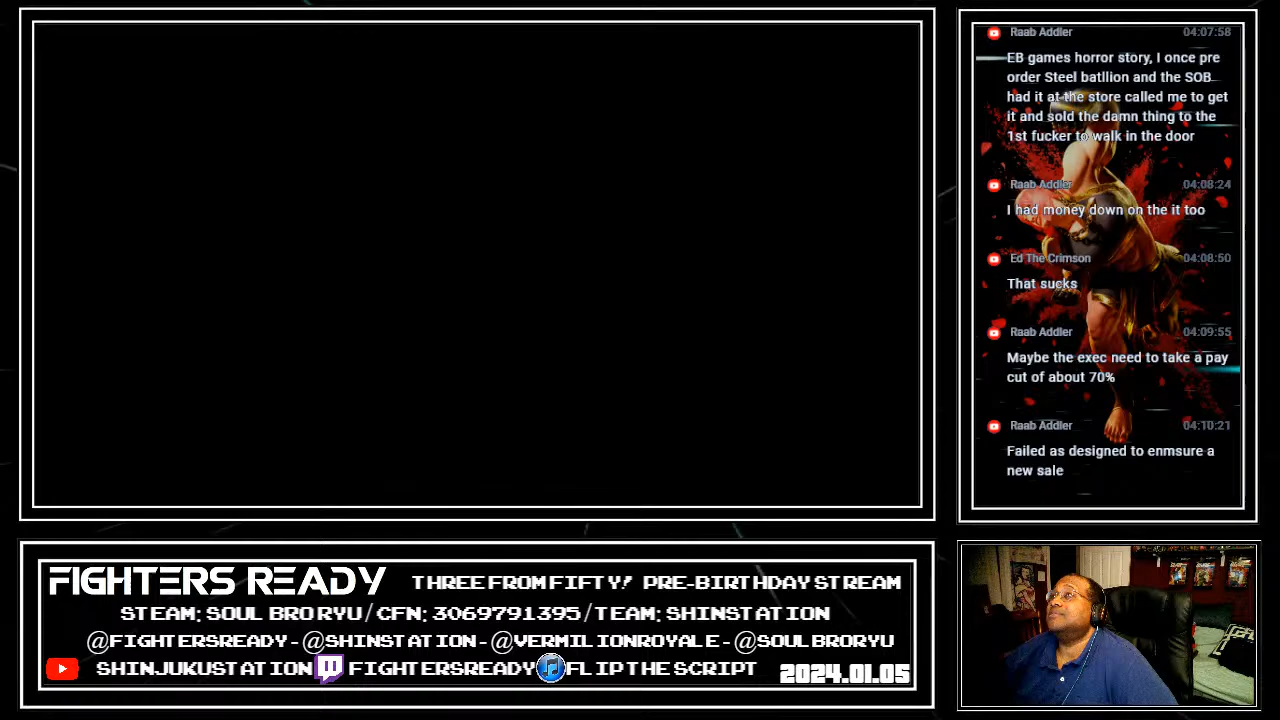 Raab Addler 04:07:58
EB games horror story, I once pre
order Steel batllion and the SOB
had it at the store called me to get
it and sold the damn thing to the
1st fucker to walk in the door
Raab Addler 04:08:24
I had money down on the it too
Ed The Crimson 04:08:50
That sucks
Raab Addler 04:09:55
Maybe the exec need to take a pay
cut of about 70%
Raab Addler 04:10:21
Failed as designed to enmsure a
new sale
FIGHTERS READY THREE FROM FIFTY! PRE-BIRTHDAY STREAM
STEAM: SOUL BRO RYU / CFN: 3069791395 / TEAM: SHINSTATION
@FIGHTERSREADY - @SHINSTATION - @VERMILIONROYALE - @SOULBRORYU
SHINJUKUSTATION FIGHTERSREADY FLIP THE SCRIPT 2024.01.05